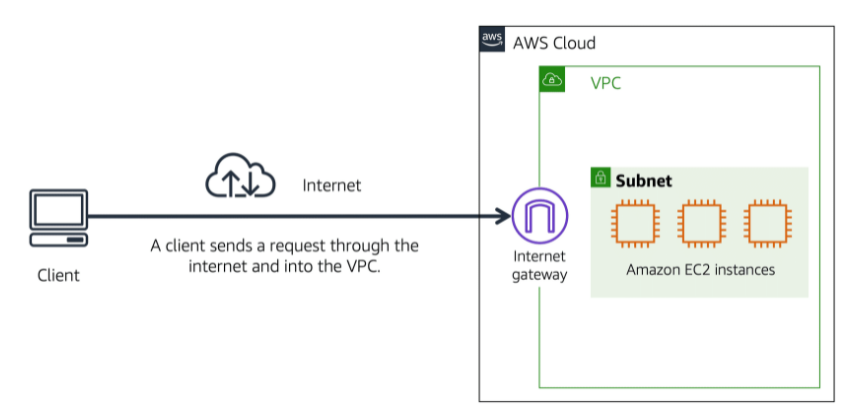 aws
AWS Cloud
VPC
Subnet
Internet
A client sends a request through the
internet and into the VPC.
Client
Internet
gateway
Amazon EC2 instances